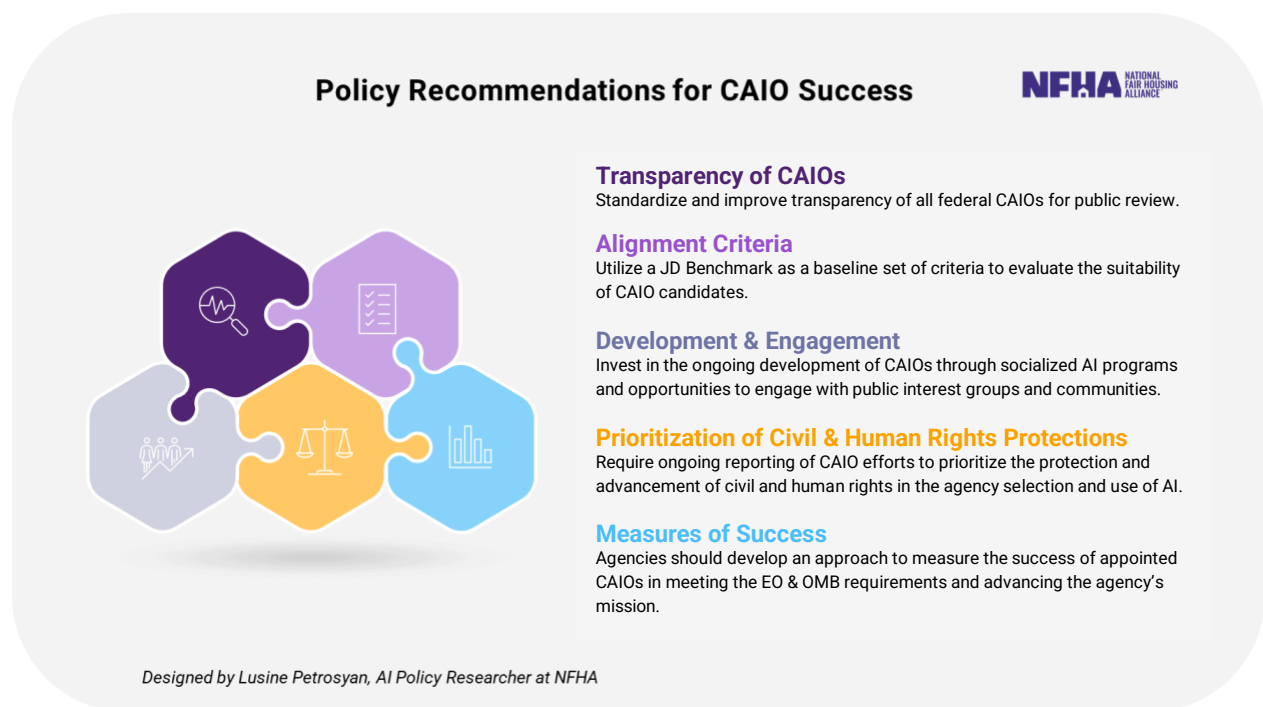 Policy Recommendations for CAIO Success
NFHA NATIONAL
FAIR HOUSING
ALLIANCE
Transparency of CAIOs
Standardize and improve transparency of all federal CAIOs for public review.
Alignment Criteria
Utilize a JD Benchmark as a baseline set of criteria to evaluate the suitability
of CAIO candidates.
Development & Engagement
Invest in the ongoing development of CAIOs through socialized AI programs
and opportunities to engage with public interest groups and communities.
Prioritization of Civil & Human Rights Protections
Require ongoing reporting of CAIO efforts to prioritize the protection and
advancement of civil and human rights in the agency selection and use of AI.
Measures of Success
Agencies should develop an approach to measure the success of appointed
CAIOs in meeting the EO & OMB requirements and advancing the agency’s
mission.
Designed by Lusine Petrosyan, AI Policy Researcher at NFHA